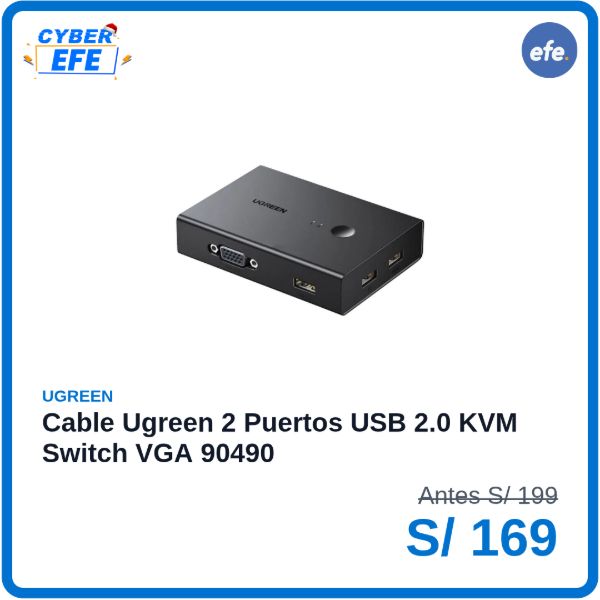 CYBER
EFE
efe.
UGREEN
UGREEN
Cable Ugreen 2 Puertos USB 2.0 KVM
Switch VGA 90490
Antes S/ 199
S/ 169